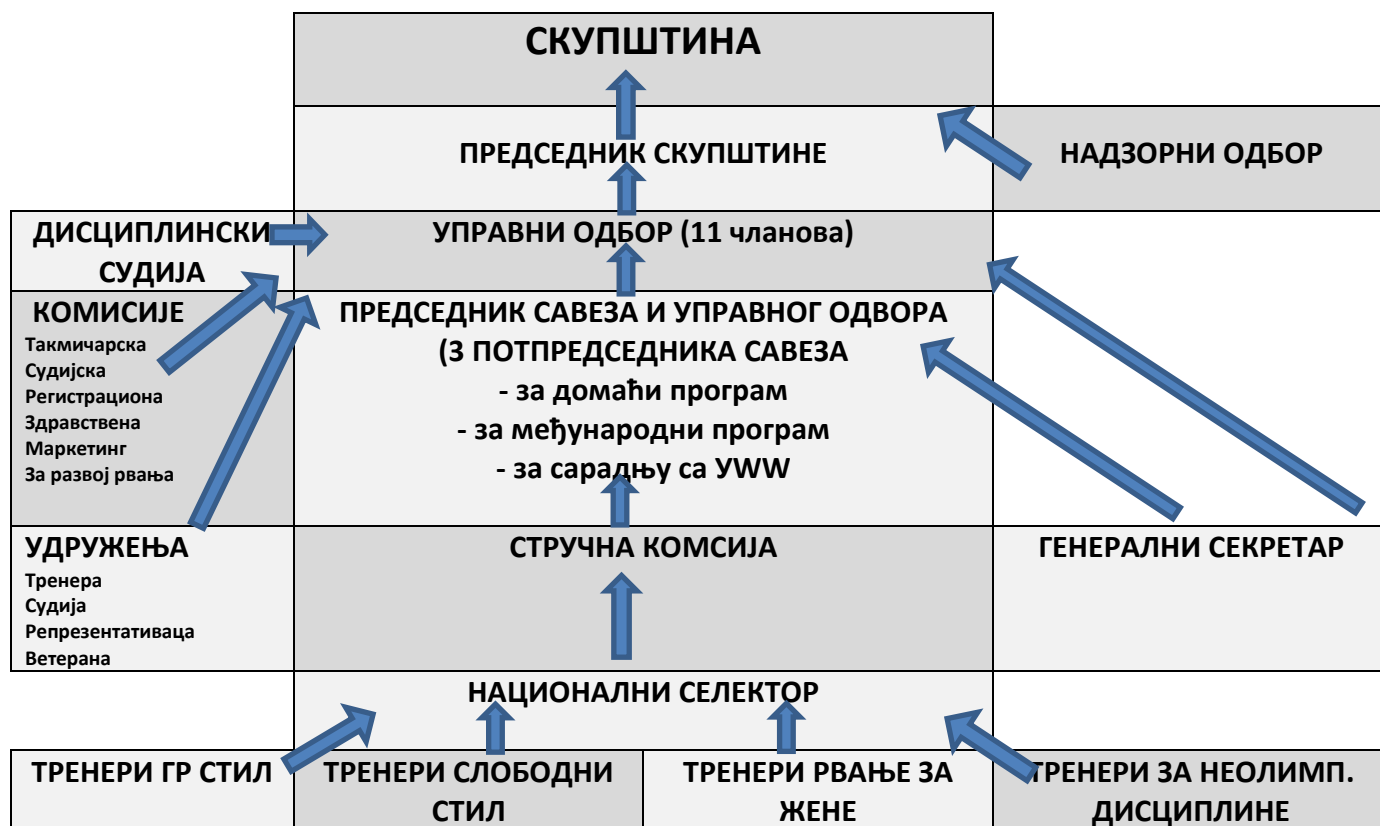 СКУПШТИНА
ПРЕДСЕДНИК СКУПШТИНЕ
НАДЗОРНИ ОДБОР
ДИСЦИПЛИНСКИ
СУДИЈА
УПРАВНИ ОДБОР (11 чланова)
КОМИСИЈЕ
Такмичарска
Судијска
Регистрациона
Здравствена
Маркетинг
За развој рвања
ПРЕДСЕДНИК САВЕЗА И УПРАВНОГ ОДВОРА
(3 ПОТПРЕДСЕДНИКА САВЕЗА
- за домаћи програм
- за међународни програм
- за сарадњу са УWW
УДРУЖЕЊА
Тренера
Судија
Репрезентативаца
Ветерана
СТРУЧНА КОМСИЈА
ГЕНЕРАЛНИ СЕКРЕТАР
НАЦИОНАЛНИ СЕЛЕКТОР
ТРЕНЕРИ ГР СТИЛ
ТРЕНЕРИ СЛОБОДНИ
СТИЛ
ТРЕНЕРИ РВАЊЕ ЗА
ЖЕНЕ
ТРЕНЕРИ ЗА НЕОЛИМП.
ДИСЦИПЛИНЕ